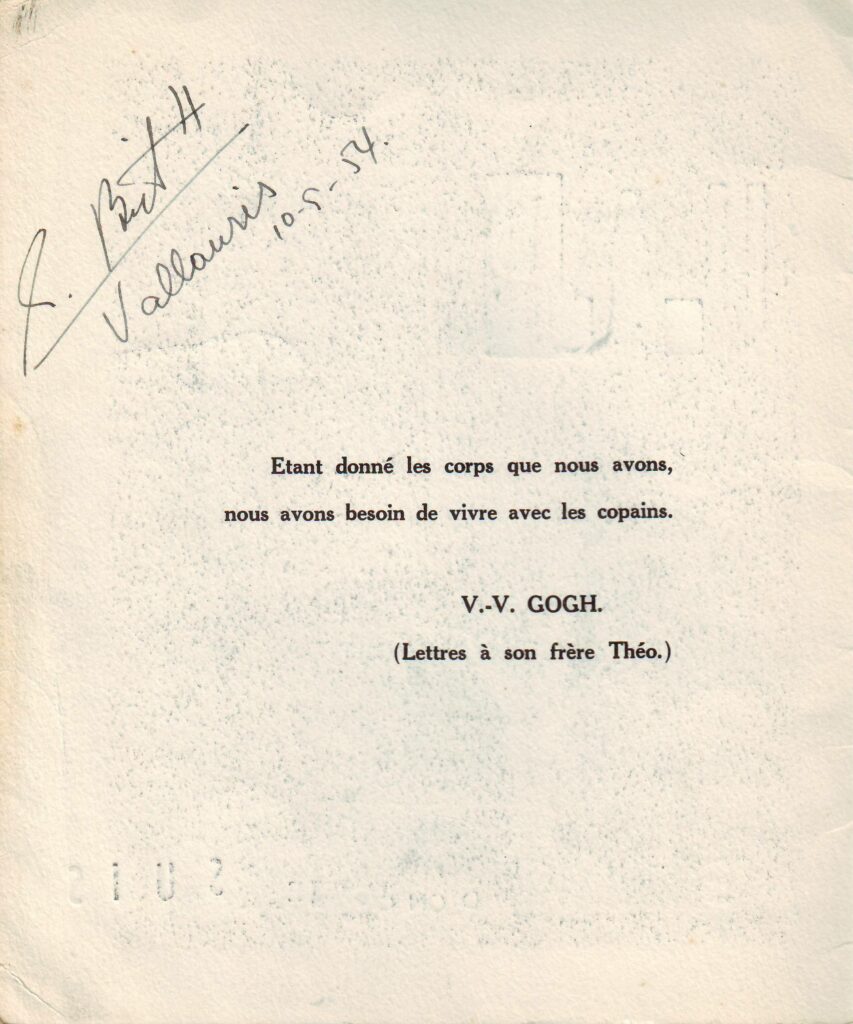 Vallauris
10-5-54.
Etant donné les corps que nous avons,
nous avons besoin de vivre avec les copains.
V.-V. GOGH.
(Lettres à son frère Théo.)